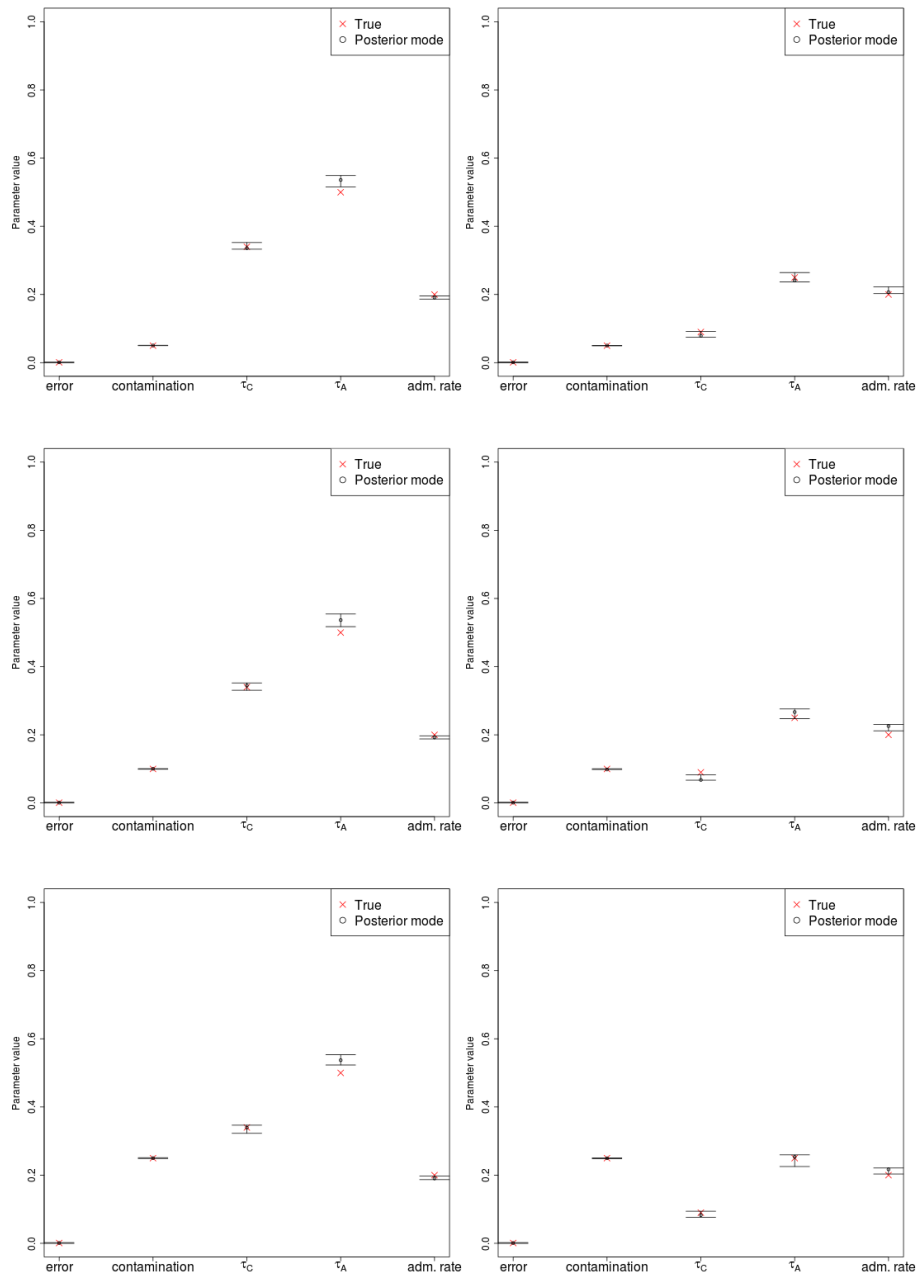 True
Posterior mode
Parameter value
0.0 0.2 0.4 0.6 0.8 1.0
error contamination τC τA adm. rate
True
Posterior mode
Parameter value
0.0 0.2 0.4 0.6 0.8 1.0
error contamination τC τA adm. rate
True
Posterior mode
Parameter value
0.0 0.2 0.4 0.6 0.8 1.0
error contamination τC τA adm. rate
True
Posterior mode
Parameter value
0.0 0.2 0.4 0.6 0.8 1.0
error contamination τC τA adm. rate
True
Posterior mode
Parameter value
0.0 0.2 0.4 0.6 0.8 1.0
error contamination τC τA adm. rate
True
Posterior mode
Parameter value
0.0 0.2 0.4 0.6 0.8 1.0
error contamination τC τA adm. rate